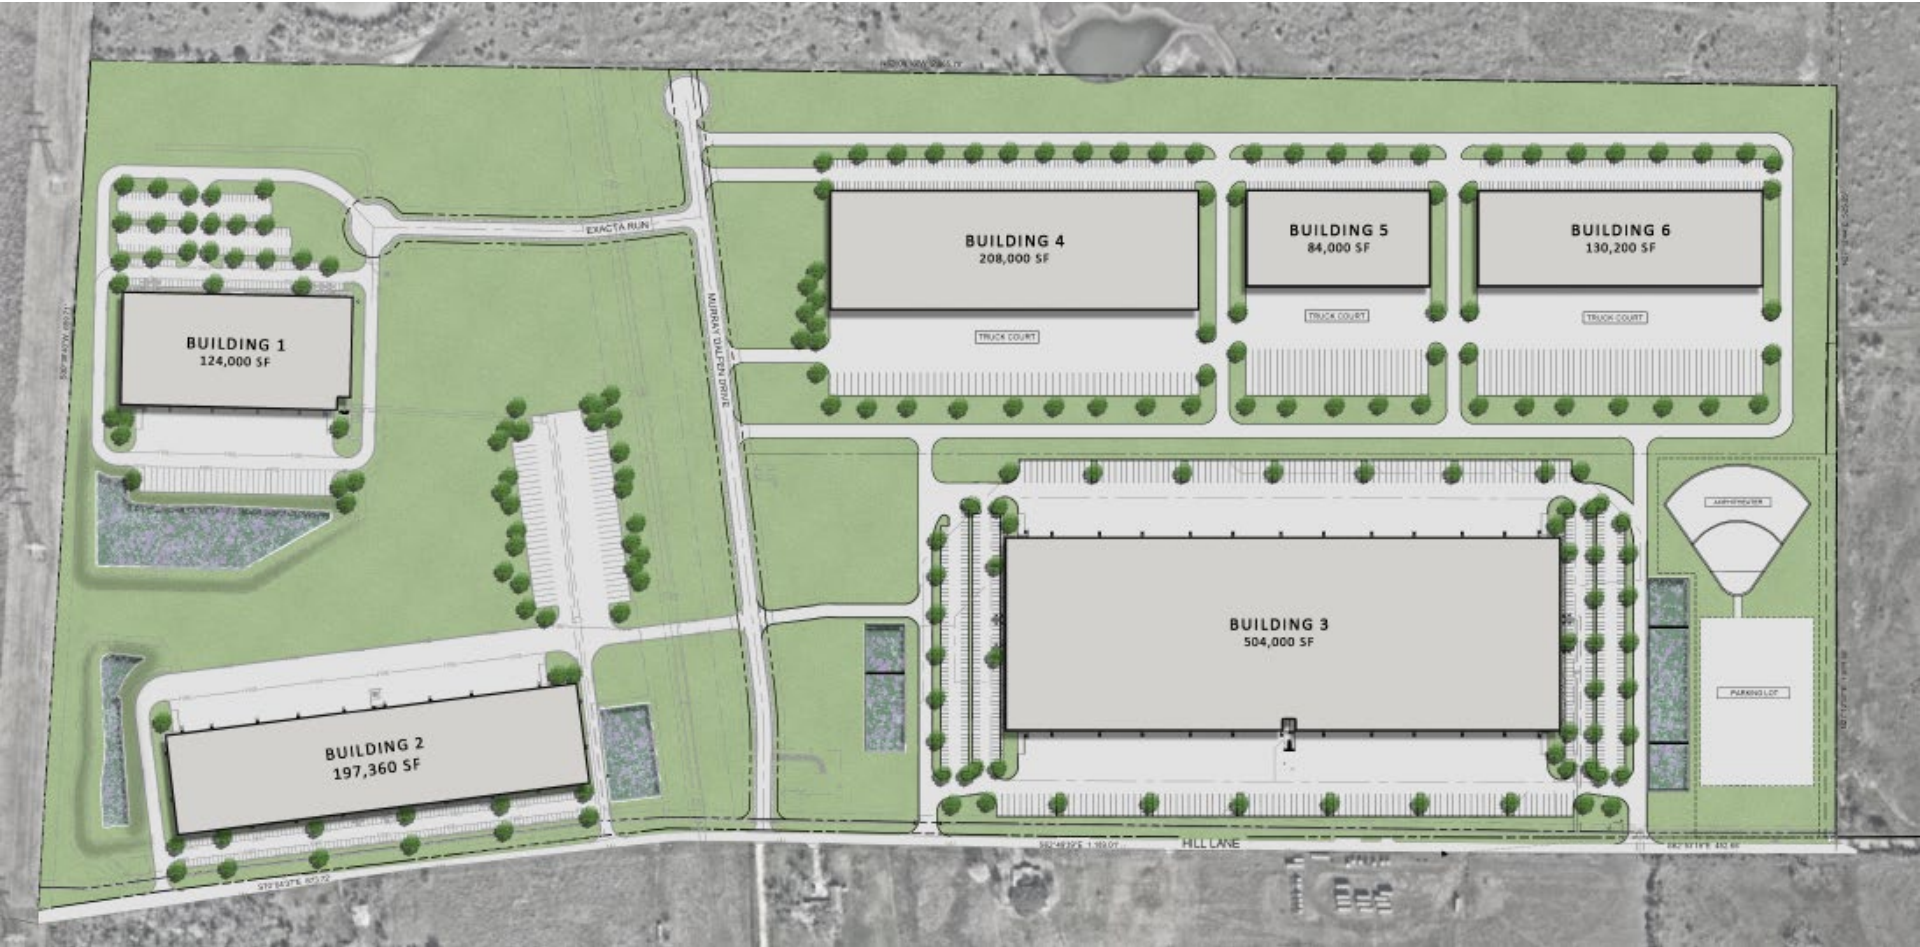 EXACTA RUN
MURRAY DALFEN DRIVE
BUILDING 1
124,000 SF
BUILDING 4
208,000 SF
TRUCK COURT
BUILDING 5
84,000 SF
TRUCK COURT
BUILDING 6
130,200 SF
TRUCK COURT
BUILDING 3
504,000 SF
AMPHITHEATER
PARKING LOT
BUILDING 2
197,360 SF
HILL LANE